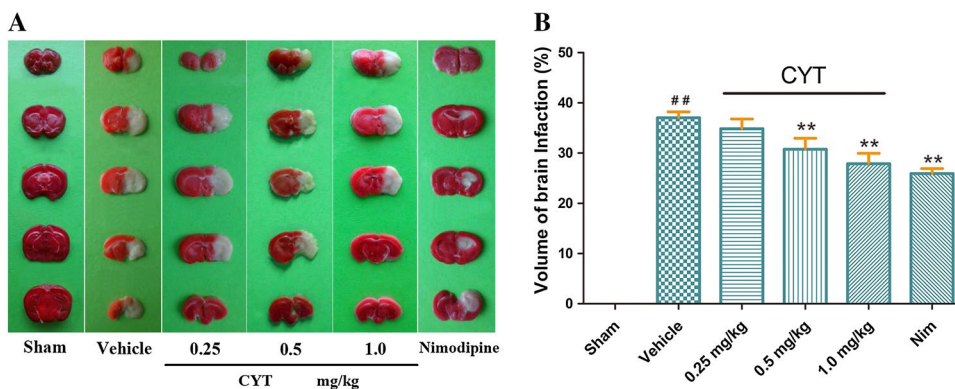 A
Sham Vehicle 0.25 0.5 1.0 Nimodipine
CYT mg/kg
B
Volume of brain Infaction (%)
50
40
30
20
10
0
CYT
##
**
**
**
Sham
Vehicle
0.25 mg/kg
0.5 mg/kg
1.0 mg/kg
Nim